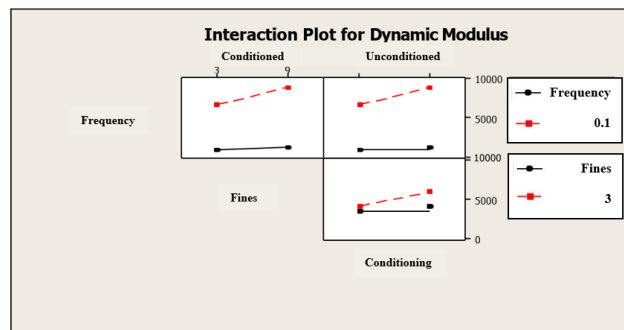 Interaction Plot for Dynamic Modulus
Conditioned Unconditioned
3 9
10000
Frequency
5000
Frequency
0.1
10000
Fines
5000
0
Fines
3
Conditioning